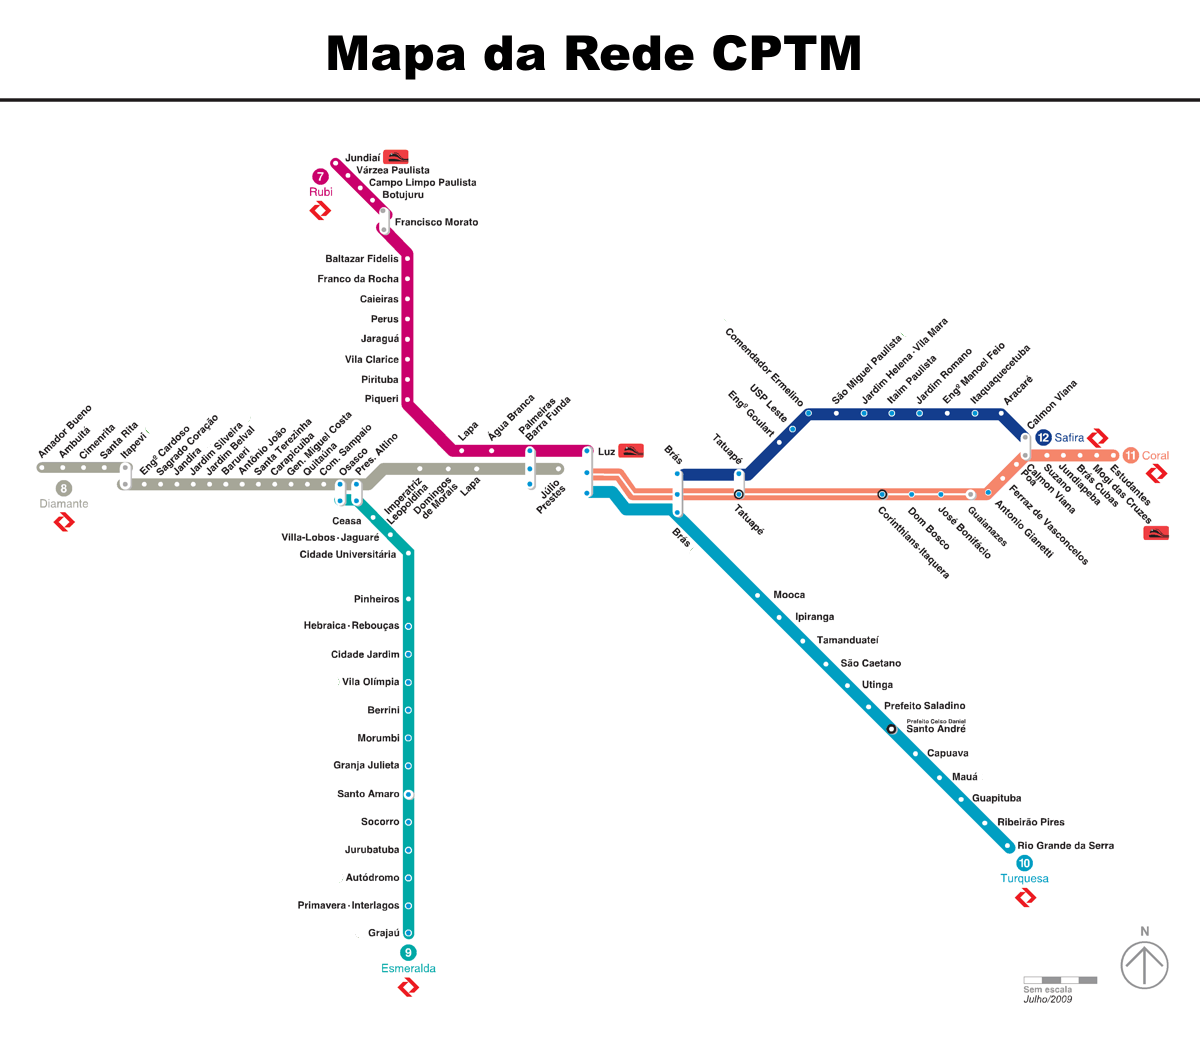 Mapa da Rede CPTM
Jundiaí
Várzea Paulista
Campo Limpo Paulista
Botujuru
7
Rubi
Francisco Morato
Baltazar Fidelis
Franco da Rocha
Caieiras
Perus
Jaraguá
Vila Clarice
Pirituba
Piqueri
Lapa
Água Branca
Palmeiras
Barra Funda
Luz
Amador Bueno
Ambuitá
Cimenrita
Santa Rita
Itapevi
Engº Cardoso
Sagrado Coração
Jandira
Jardim Silveira
Jardim Belval
Barueri
Antônio João
Santa Terezinha
Carapicuíba
Gen. Miguel Costa
Quitaúna
Com. Sampaio
Osasco
Pres. Altino
8
Diamante
Imperatriz
Leopoldina
Domingos
de Morais
Lapa
Júlio
Prestes
Ceasa
Villa-Lobos-Jaguaré
Cidade Universitária
Pinheiros
Hebraica-Rebouças
Cidade Jardim
Vila Olímpia
Berrini
Morumbi
Granja Julieta
Santo Amaro
Socorro
Jurubatuba
Autódromo
Primavera-Interlagos
Grajaú
9
Esmeralda
Brás
Tatuapé
Engº Goulart
USP Leste
Comendador Ermelino
São Miguel Paulista
Jardim Helena-Vila Mara
Itaim Paulista
Jardim Romano
Engº Manoel Feio
Itaquaquecetuba
Aracaré
Calmon Viana
12
Safira
11
Coral
Brás
Tatuapé
Corinthians-Itaquera
Dom Bosco
José Bonifácio
Guaianazes
Antonio Gianetti
Ferraz de Vasconcelos
Poá
Calmon Viana
Suzano
Jundiapeba
Brás Cubas
Mogi das Cruzes
Estudantes
Mooca
Ipiranga
Tamanduateí
São Caetano
Utinga
Prefeito Saladino
Prefeito Celso Daniel
Santo André
Capuava
Mauá
Guapituba
Ribeirão Pires
Rio Grande da Serra
10
Turquesa
N
Sem escala
Julho/2009